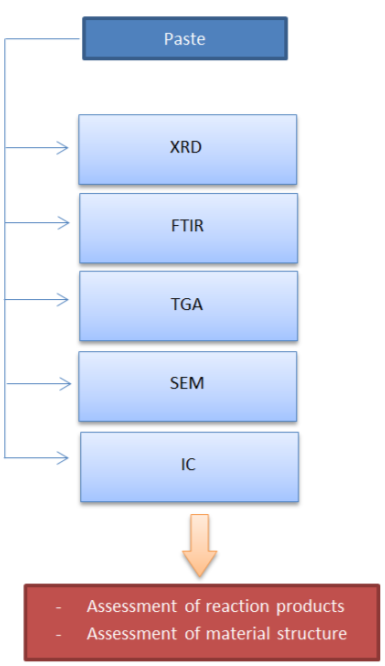 Paste
XRD
FTIR
TGA
SEM
IC
- Assessment of reaction products
- Assessment of material structure